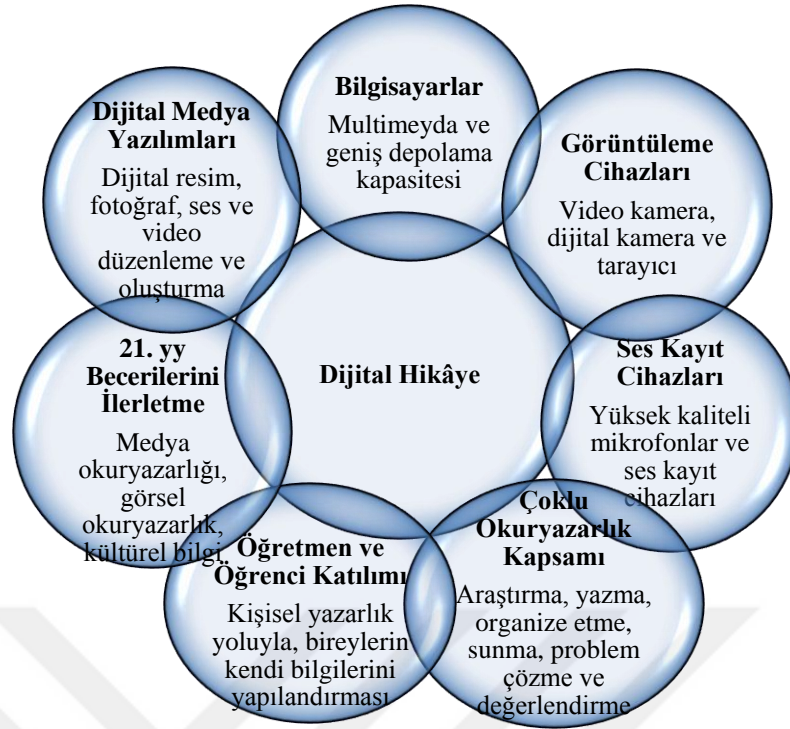 Bilgisayarlar
Multimeyda ve
geniş depolama
kapasitesi
Görüntüleme
Cihazları
Video kamera,
dijital kamera ve
tarayıcı
Ses Kayıt
Cihazları
Yüksek kaliteli
mikrofonlar ve
ses kayıt
cihazları
Çoklu
Okuryazarlık
Kapsamı
Araştırma, yazma,
organize etme,
sunma, problem
çözme ve
değerlendirme
Öğretmen ve
Öğrenci Katılımı
Kişisel yazarlık
yoluyla, bireylerin
kendi bilgilerini
yapılandırması
21. yy
Becerilerini
İlerletme
Medya
okuryazarlığı,
görsel
okuryazarlık,
kültürel bilgi
Dijital Medya
Yazılımları
Dijital resim,
fotoğraf, ses ve
video
düzenleme ve
oluşturma
Dijital Hikâye